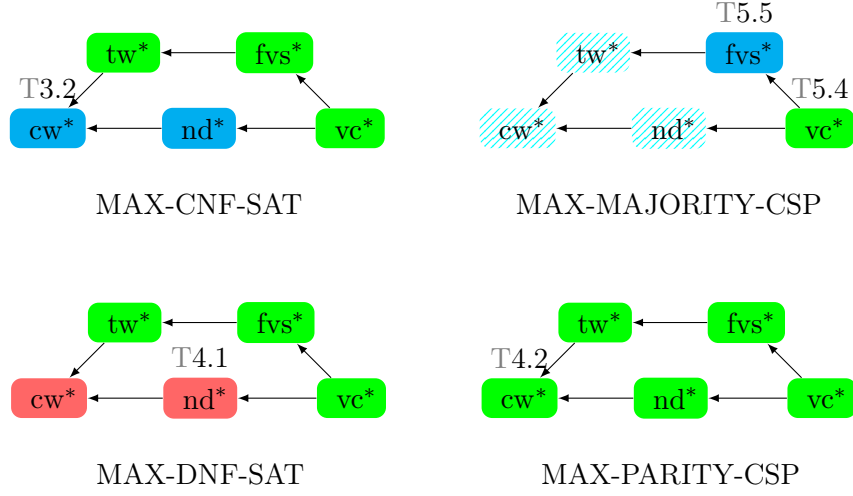 T5.5
tw* fvs* tw* fvs*
T3.2 T5.4
cw* nd* vc* cw* nd* vc*
MAX-CNF-SAT MAX-MAJORITY-CSP
tw* fvs* tw* fvs*
T4.1 T4.2
cw* nd* vc* cw* nd* vc*
MAX-DNF-SAT MAX-PARITY-CSP